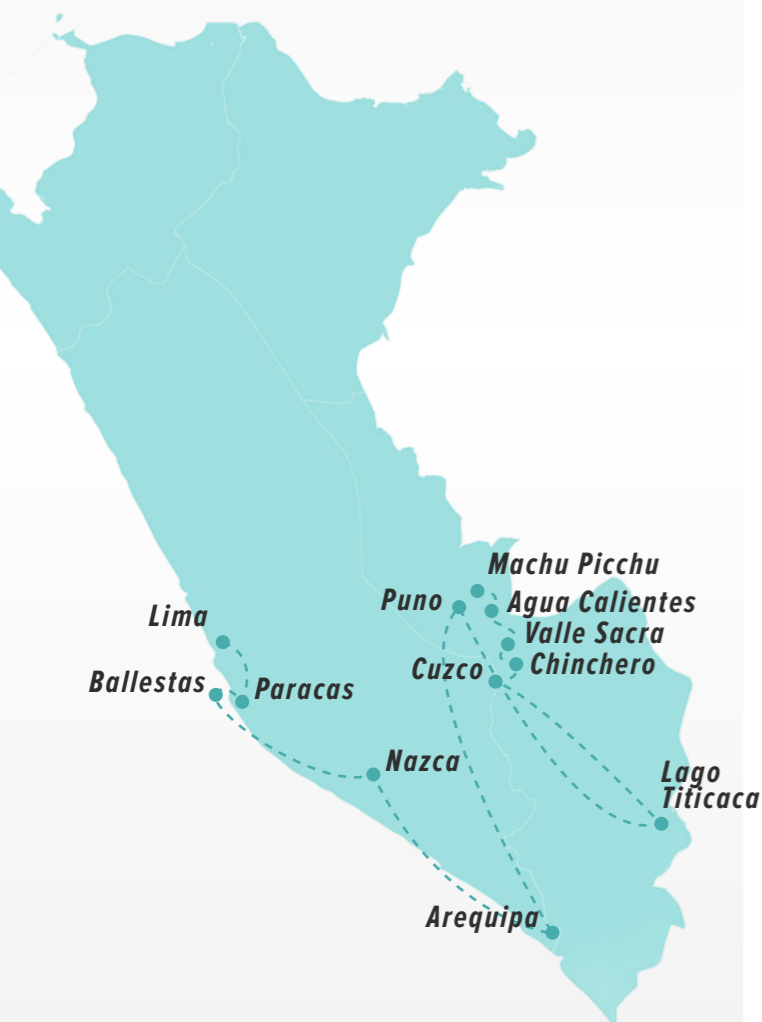 Machu Picchu
Puno
Agua Calientes
Lima
Valle Sacra
Cuzco
Chinchero
Ballestas
Paracas
Nazca
Lago
Titicaca
Arequipa